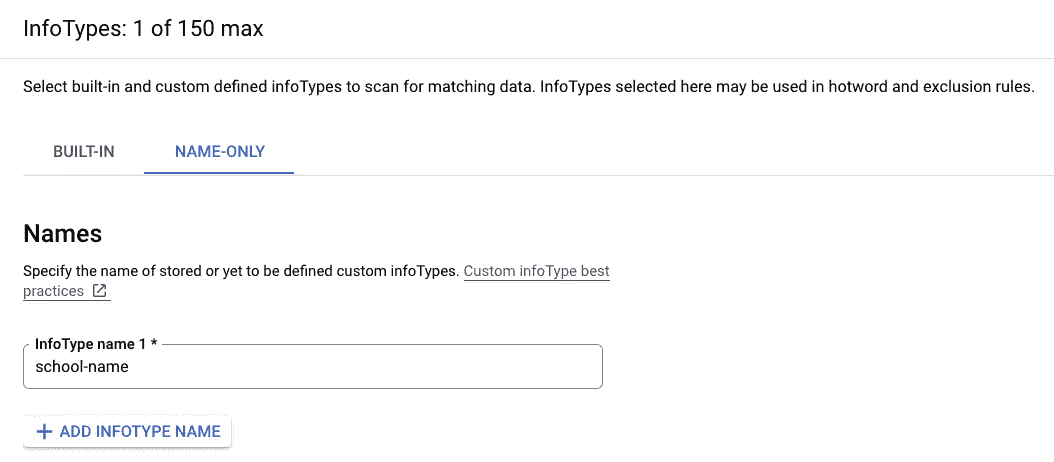 InfoTypes: 1 of 150 max
Select built-in and custom defined infoTypes to scan for matching data. InfoTypes selected here may be used in hotword and exclusion rules.
BUILT-IN NAME-ONLY
Names
Specify the name of stored or yet to be defined custom infoTypes. Custom infoType best
practices
InfoType name 1 *
school-name
ADD INFOTYPE NAME